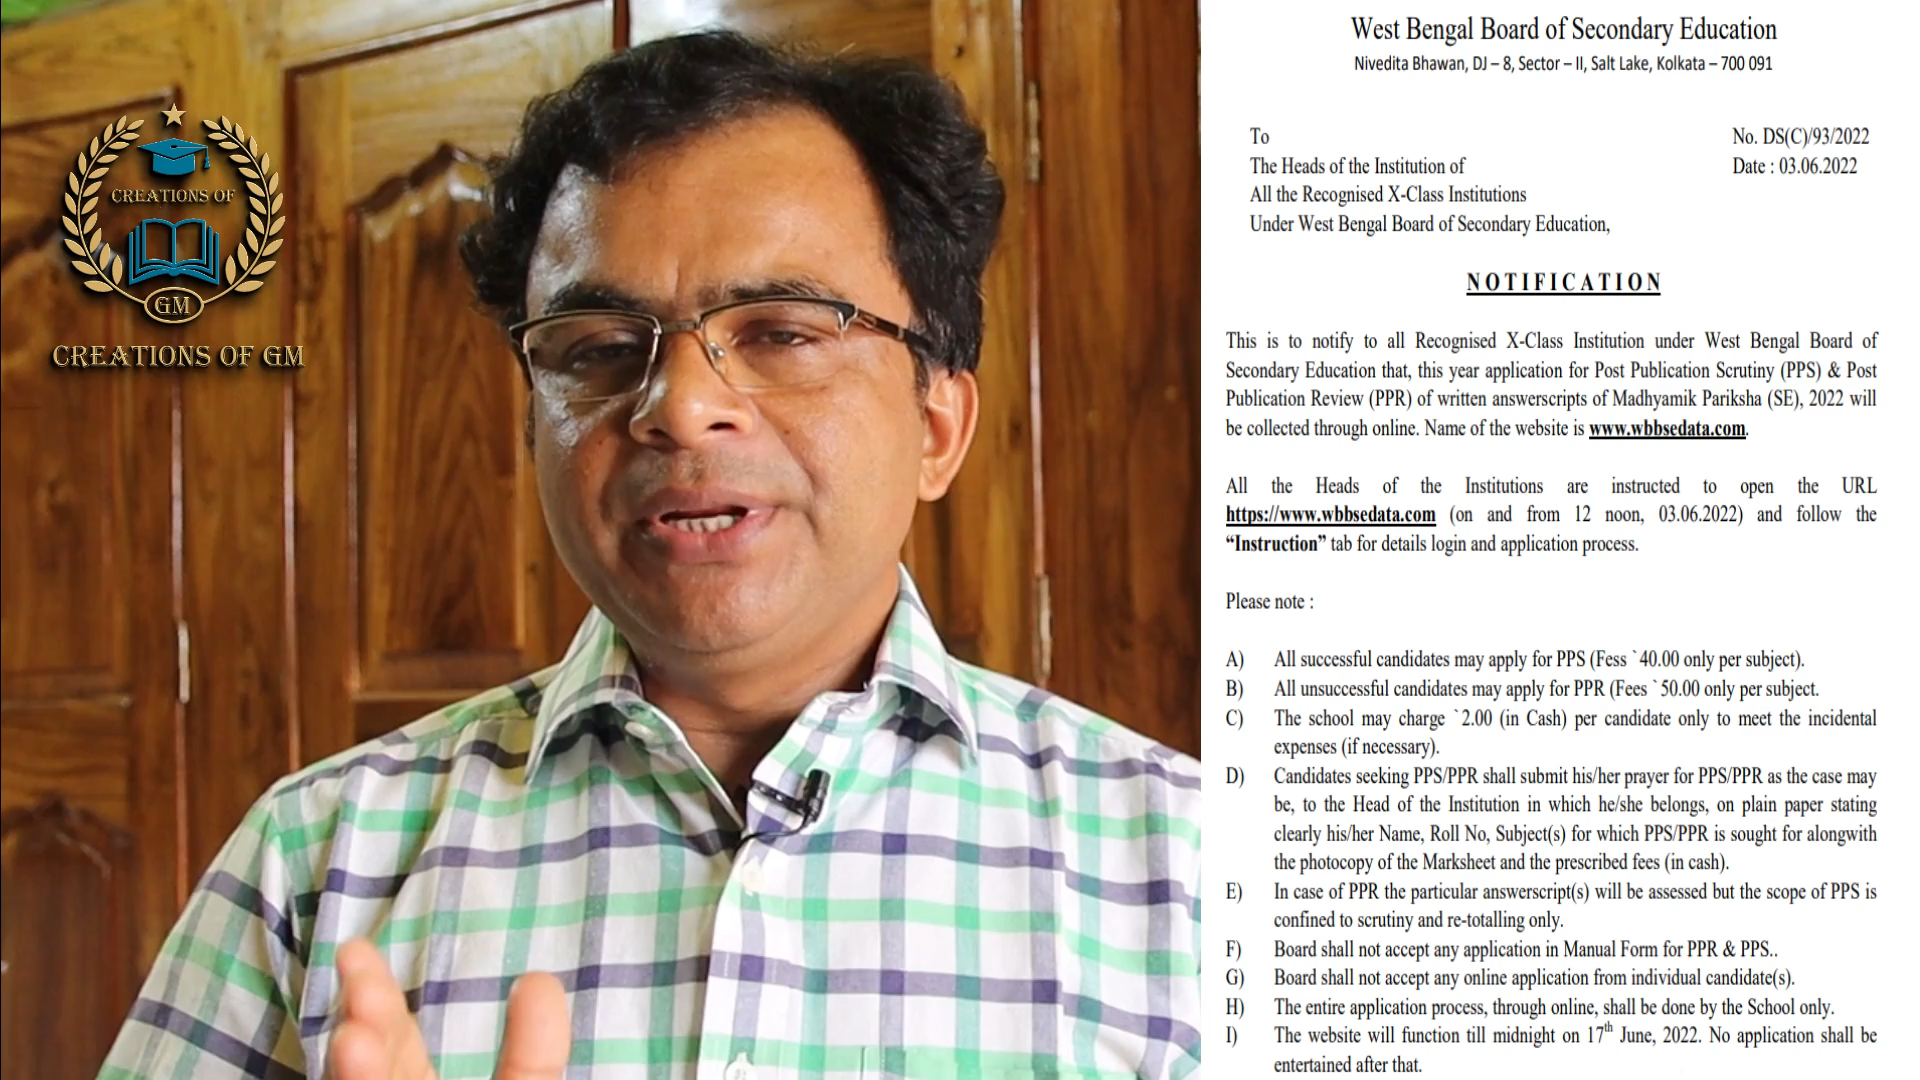 CREATIONS OF
GM
CREATIONS OF GM
West Bengal Board of Secondary Education
Nivedita Bhawan, DJ – 8, Sector – II, Salt Lake, Kolkata – 700 091
To
No. DS(C)/93/2022
The Heads of the Institution of
Date : 03.06.2022
All the Recognised X-Class Institutions
Under West Bengal Board of Secondary Education,
NOTIFICATION
This is to notify to all Recognised X-Class Institution under West Bengal Board of
Secondary Education that, this year application for Post Publication Scrutiny (PPS) & Post
Publication Review (PPR) of written answerscripts of Madhyamik Pariksha (SE), 2022 will
be collected through online. Name of the website is www.wbbsedata.com.
All the Heads of the Institutions are instructed to open the URL
https://www.wbbsedata.com (on and from 12 noon, 03.06.2022) and follow the
“Instruction” tab for details login and application process.
Please note :
A) All successful candidates may apply for PPS (Fess `40.00 only per subject).
B) All unsuccessful candidates may apply for PPR (Fees `50.00 only per subject.
C) The school may charge `2.00 (in Cash) per candidate only to meet the incidental
expenses (if necessary).
D) Candidates seeking PPS/PPR shall submit his/her prayer for PPS/PPR as the case may
be, to the Head of the Institution in which he/she belongs, on plain paper stating
clearly his/her Name, Roll No, Subject(s) for which PPS/PPR is sought for alongwith
the photocopy of the Marksheet and the prescribed fees (in cash).
E) In case of PPR the particular answerscript(s) will be assessed but the scope of PPS is
confined to scrutiny and re-totalling only.
F) Board shall not accept any application in Manual Form for PPR & PPS..
G) Board shall not accept any online application from individual candidate(s).
H) The entire application process, through online, shall be done by the School only.
I) The website will function till midnight on 17th June, 2022. No application shall be
entertained after that.